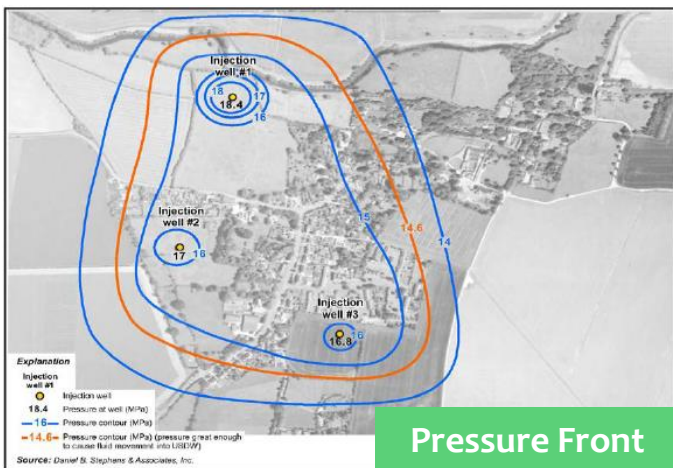 Injection
well #1
18
17
18.4
16
Injection
well #2
16
17
15
14.6
14
Injection
well #3
16
16.8
Explanation
Injection
well #1
Injection well
18.4 Pressure at well (MPa)
16 Pressure contour (MPa)
14.6 Pressure contour (MPa) (pressure great enough
to cause fluid movement into USDW)
Source: Daniel B. Stephens & Associates, Inc.
Pressure Front